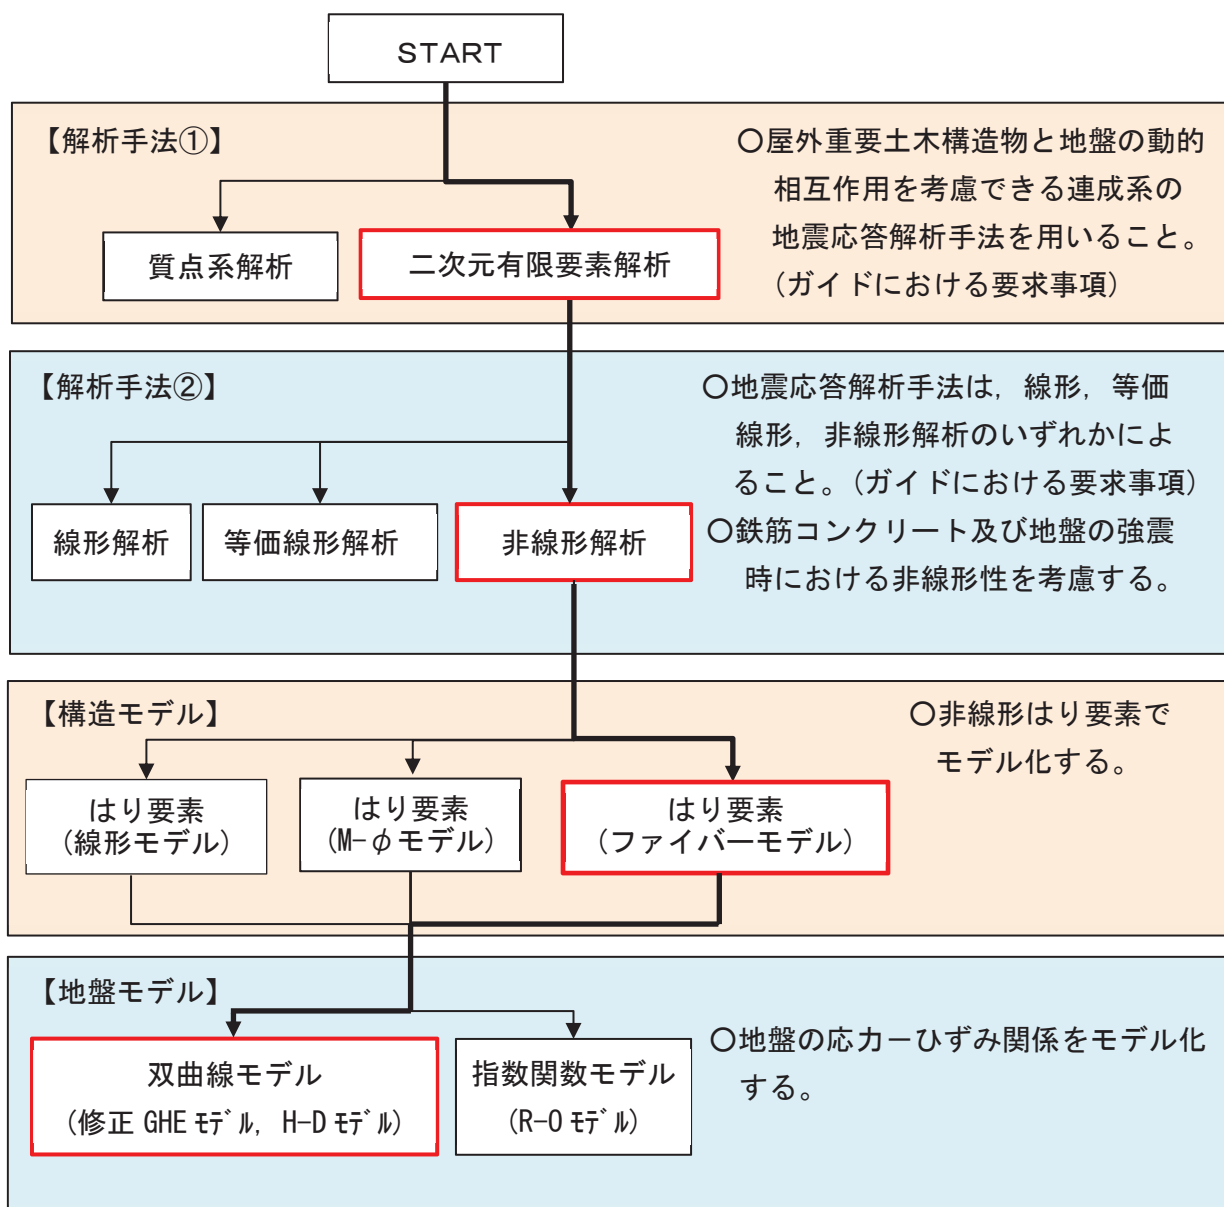 START
【解析手法①】
○屋外重要土木構造物と地盤の動的
相互作用を考慮できる連成系の
地震応答解析手法を用いること。
(ガイドにおける要求事項)
質点系解析
二次元有限要素解析
【解析手法②】
○地震応答解析手法は，線形，等価
線形，非線形解析のいずれかによ
ること。(ガイドにおける要求事項)
○鉄筋コンクリート及び地盤の強震
時における非線形性を考慮する。
線形解析
等価線形解析
非線形解析
【構造モデル】
○非線形はり要素で
モデル化する。
はり要素
(線形モデル)
はり要素
(M-φモデル)
はり要素
(ファイバーモデル)
【地盤モデル】
○地盤の応力－ひずみ関係をモデル化
する。
双曲線モデル
(修正 GHE ﾓﾃﾞﾙ，H-D ﾓﾃﾞﾙ)
指数関数モデル
(R-O ﾓﾃﾞﾙ)